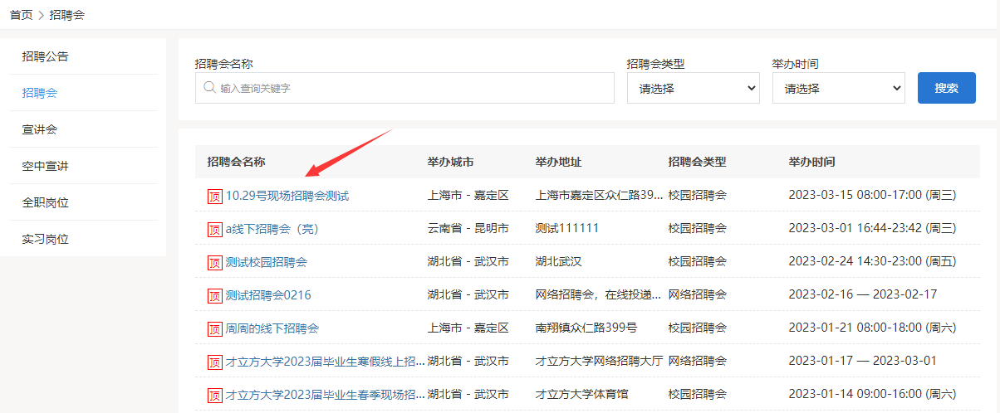 首页 > 招聘会
招聘公告
招聘会
宣讲会
空中宣讲
全职岗位
实习岗位
招聘会名称 招聘会类型 举办时间
输入查询关键字 请选择 请选择 搜索
招聘会名称 举办城市 举办地址 招聘会类型 举办时间
顶 10.29号现场招聘会测试 上海市 - 嘉定区 上海市嘉定区众仁路39... 校园招聘会 2023-03-15 08:00-17:00 (周三)
顶 a线下招聘会（亮） 云南省 - 昆明市 测试111111 校园招聘会 2023-03-01 16:44-23:42 (周三)
顶 测试校园招聘会 湖北省 - 武汉市 湖北武汉 校园招聘会 2023-02-24 14:30-23:00 (周五)
顶 测试招聘会0216 湖北省 - 武汉市 网络招聘会，在线投递... 网络招聘会 2023-02-16 — 2023-02-17
顶 周周的线下招聘会 上海市 - 嘉定区 南翔镇众仁路399号 校园招聘会 2023-01-21 08:00-18:00 (周六)
顶 才立方大学2023届毕业生寒假线上招... 湖北省 - 武汉市 才立方大学网络招聘大厅 网络招聘会 2023-01-17 — 2023-03-01
顶 才立方大学2023届毕业生春季现场招... 湖北省 - 武汉市 才立方大学体育馆 校园招聘会 2023-01-14 09:00-16:00 (周六)